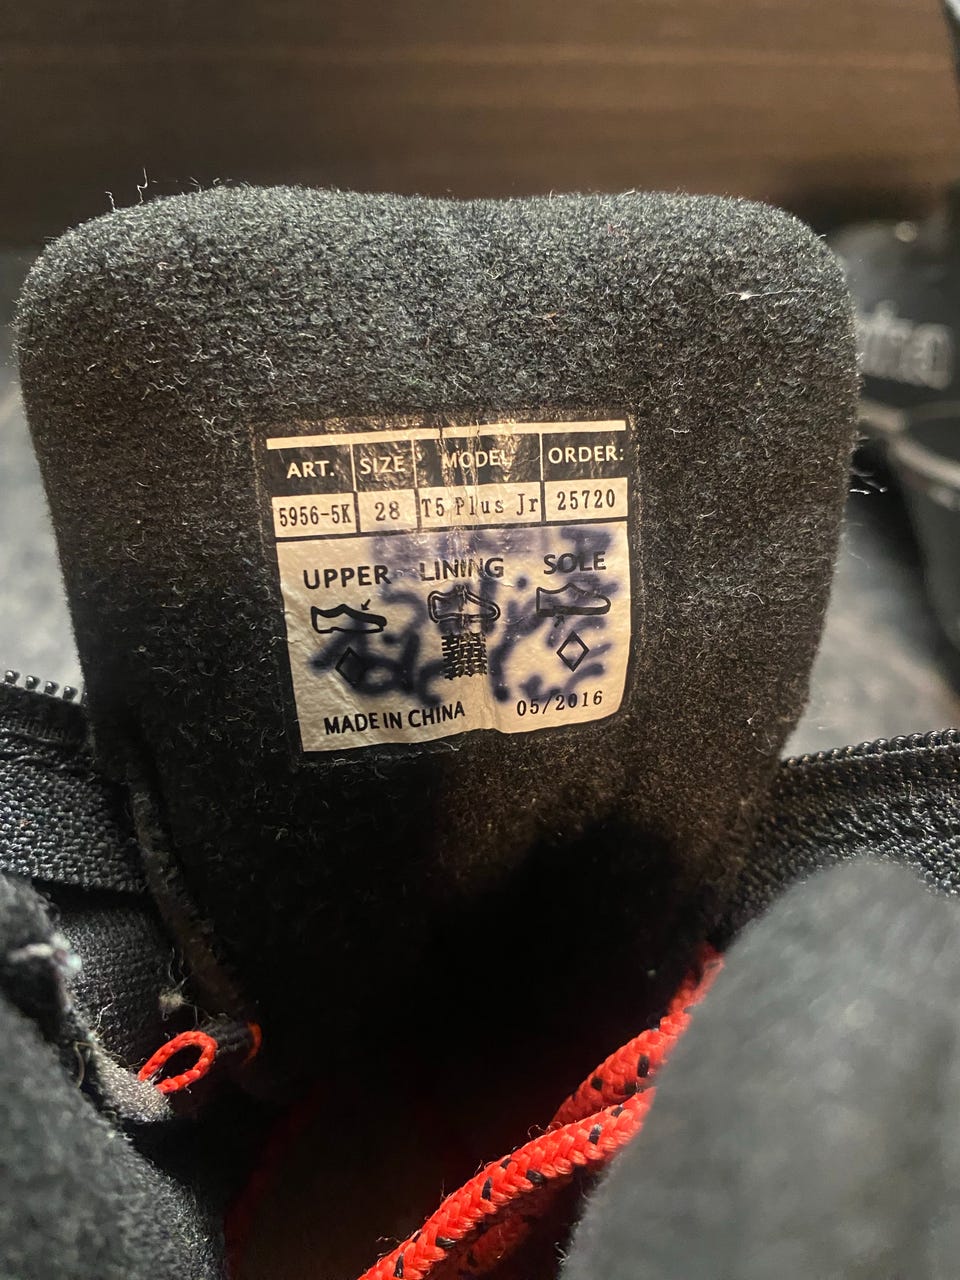 ART. SIZE MODEL ORDER:
5956-5K 28 T5 Plus Jr 25720
UPPER LINING SOLE
MADE IN CHINA 05/2016